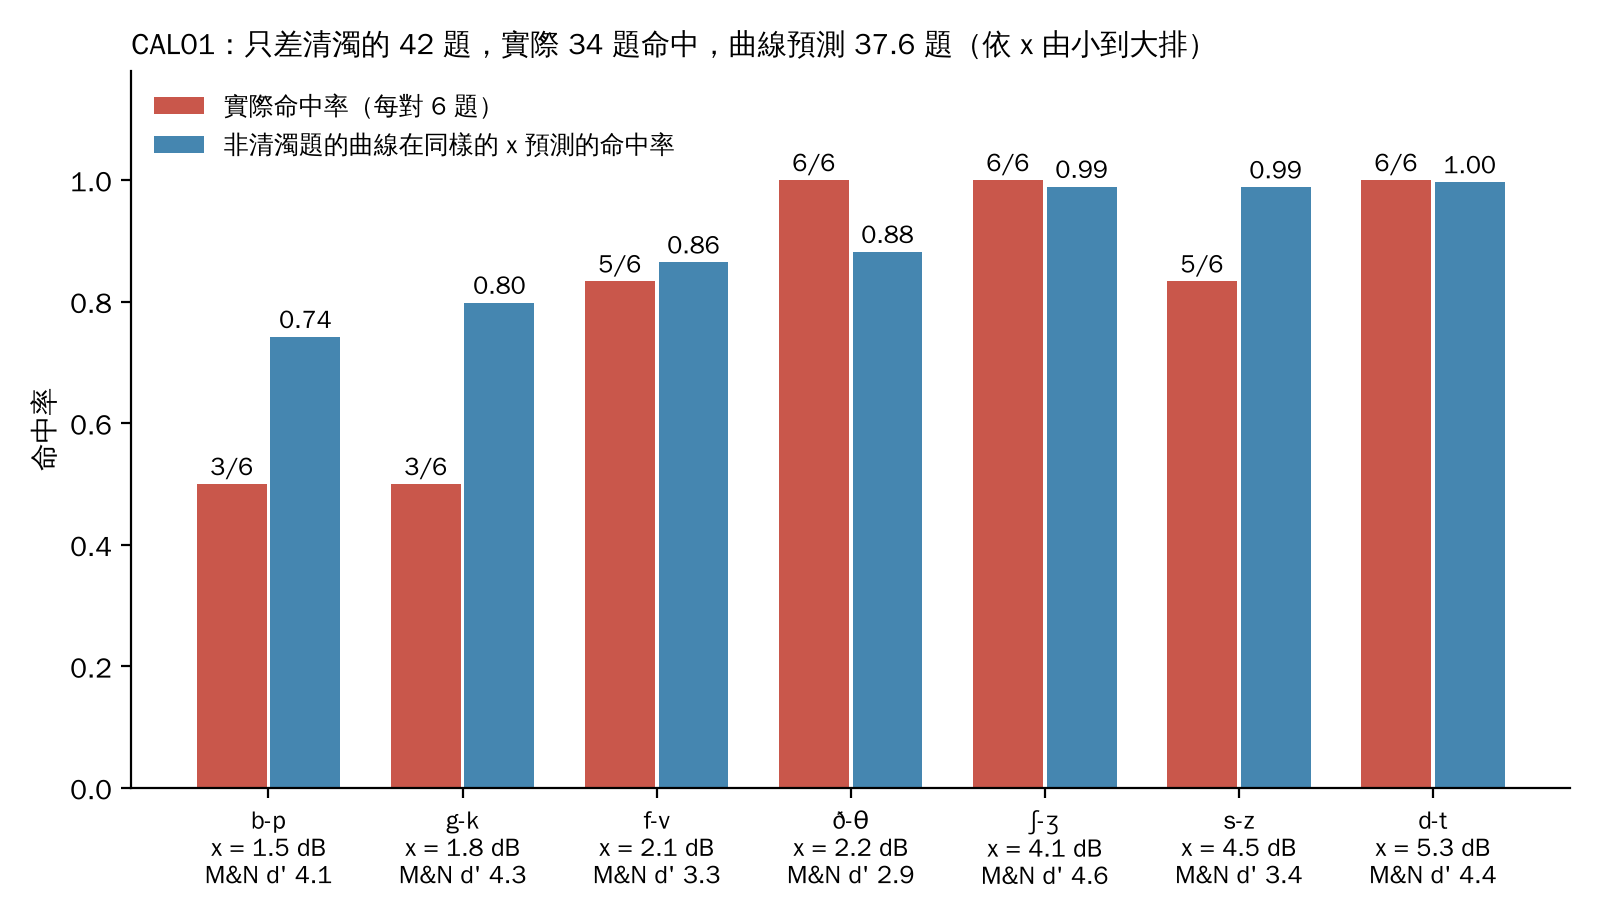 CAL01：只差清濁的 42 題，實際 34 題命中，曲線預測 37.6 題（依 x 由小到大排）
實際命中率（每對 6 題）
非清濁題的曲線在同樣的 x 預測的命中率
命中率
1.0
0.8
0.6
0.4
0.2
0.0
3/6
0.74
3/6
0.80
5/6
0.86
6/6
0.88
6/6
0.99
5/6
0.99
6/6
1.00
b-p
x = 1.5 dB
M&N d' 4.1
g-k
x = 1.8 dB
M&N d' 4.3
f-v
x = 2.1 dB
M&N d' 3.3
ð-θ
x = 2.2 dB
M&N d' 2.9
ʃ-ʒ
x = 4.1 dB
M&N d' 4.6
s-z
x = 4.5 dB
M&N d' 3.4
d-t
x = 5.3 dB
M&N d' 4.4